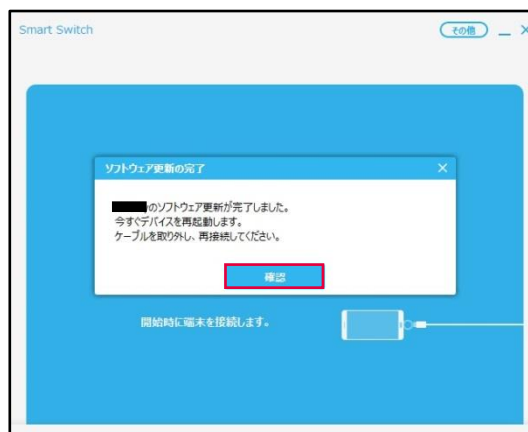 Smart Switch
その他
ソフトウェア更新の完了
のソフトウェア更新が完了しました。
今すぐデバイスを再起動します。
ケーブルを取り外し、再接続してください。
確認
開始時に端末を接続します。